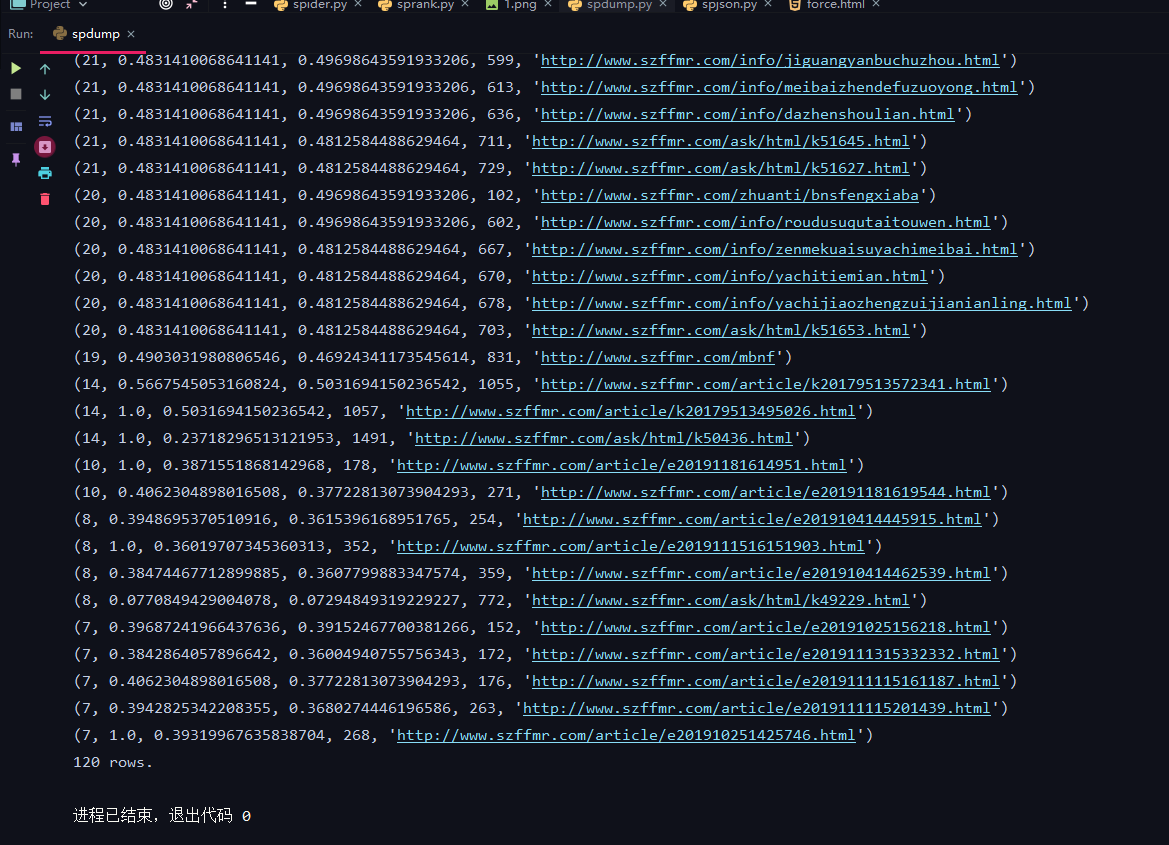 Project spider.py × sprank.py × 1.png × spdump.py × spjson.py × force.html ×
Run: spdump ×
(21, 0.4831410068641141, 0.49698643591933206, 599, 'http://www.szffmr.com/info/jiguangyanbuchuzhou.html')
(21, 0.4831410068641141, 0.49698643591933206, 613, 'http://www.szffmr.com/info/meibaizhendefuzuoyong.html')
(21, 0.4831410068641141, 0.49698643591933206, 636, 'http://www.szffmr.com/info/dazhenshoulian.html')
(21, 0.4831410068641141, 0.4812584488629464, 711, 'http://www.szffmr.com/ask/html/k51645.html')
(21, 0.4831410068641141, 0.4812584488629464, 729, 'http://www.szffmr.com/ask/html/k51627.html')
(20, 0.4831410068641141, 0.49698643591933206, 102, 'http://www.szffmr.com/zhuanti/bnsfengxiaba')
(20, 0.4831410068641141, 0.49698643591933206, 602, 'http://www.szffmr.com/info/roudusuqutaitouwen.html')
(20, 0.4831410068641141, 0.4812584488629464, 667, 'http://www.szffmr.com/info/zenmekuaisuyachimeibai.html')
(20, 0.4831410068641141, 0.4812584488629464, 670, 'http://www.szffmr.com/info/yachitiemian.html')
(20, 0.4831410068641141, 0.4812584488629464, 678, 'http://www.szffmr.com/info/yachijiaozhengzuijianianling.html')
(20, 0.4831410068641141, 0.4812584488629464, 703, 'http://www.szffmr.com/ask/html/k51653.html')
(19, 0.4903031980806546, 0.46924341173545614, 831, 'http://www.szffmr.com/mbnf')
(14, 0.5667545053160824, 0.5031694150236542, 1055, 'http://www.szffmr.com/article/k20179513572341.html')
(14, 1.0, 0.5031694150236542, 1057, 'http://www.szffmr.com/article/k20179513495026.html')
(14, 1.0, 0.23718296513121953, 1491, 'http://www.szffmr.com/ask/html/k50436.html')
(10, 1.0, 0.3871551868142968, 178, 'http://www.szffmr.com/article/e20191181614951.html')
(10, 0.4062304898016508, 0.37722813073904293, 271, 'http://www.szffmr.com/article/e20191181619544.html')
(8, 0.3948695370510916, 0.3615396168951765, 254, 'http://www.szffmr.com/article/e201910414445915.html')
(8, 1.0, 0.36019707345360313, 352, 'http://www.szffmr.com/article/e2019111516151903.html')
(8, 0.38474467712899885, 0.3607799883347574, 359, 'http://www.szffmr.com/article/e201910414462539.html')
(8, 0.0770849429004078, 0.07294849319229227, 772, 'http://www.szffmr.com/ask/html/k49229.html')
(7, 0.39687241966437636, 0.39152467700381266, 152, 'http://www.szffmr.com/article/e20191025156218.html')
(7, 0.3842864057896642, 0.36004940755756343, 172, 'http://www.szffmr.com/article/e2019111315332332.html')
(7, 0.4062304898016508, 0.37722813073904293, 176, 'http://www.szffmr.com/article/e2019111115161187.html')
(7, 0.3942825342208355, 0.3680274446196586, 263, 'http://www.szffmr.com/article/e2019111115201439.html')
(7, 1.0, 0.39319967635838704, 268, 'http://www.szffmr.com/article/e201910251425746.html')
120 rows.
进程已结束，退出代码 0